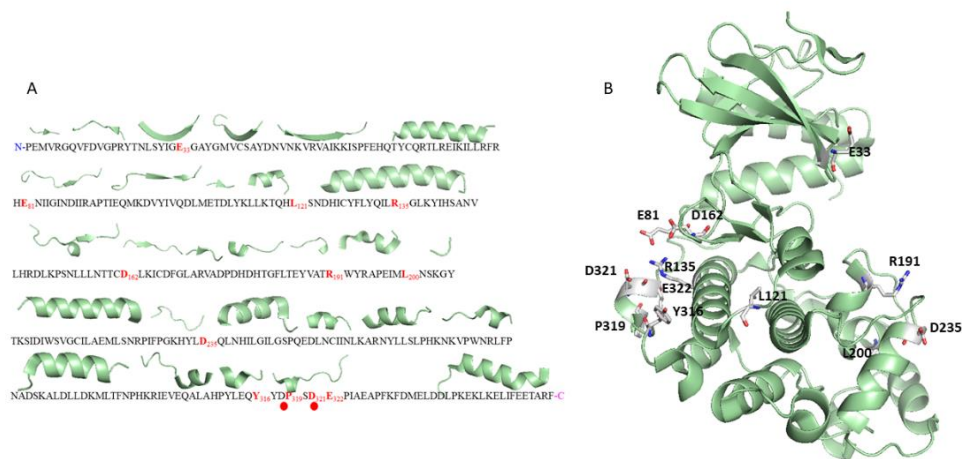 A
B
N-PEMVRGQVFDVGPRYTNLSYIGE33GAYGMVCSAYDNVNKVRVAIKKISPFEHQTYCQRTLREIKILLRFR
HE81NIIGINDIIRAPTIEQMKDVYIVQDLMETDLYKLLKTQHL121SNDHICYFLYQILR135GLKYIHSANV
LHRDLKPSNLLLNTTCD162LKICDFGLARVADPDHDHTGFLTEYVATR191WYRAPEIML200NSKGY
TKSIDIWSVGCILAEMLSNRPIFPGKHYLD235QLNHILGILGSPQEDLNCIINLKARNYLLSLPHKNKVPWNRLFP
NADSKALDLLDKMLTFNPHKRIEVEQALAHPYLEQY316YDP319SD321E322PIAEAPFKFDMELDDLPKEKLKELIFEETARF-C
E33
E81
D162
R135
R191
D321
E322
L121
Y316
P319
D235
L200